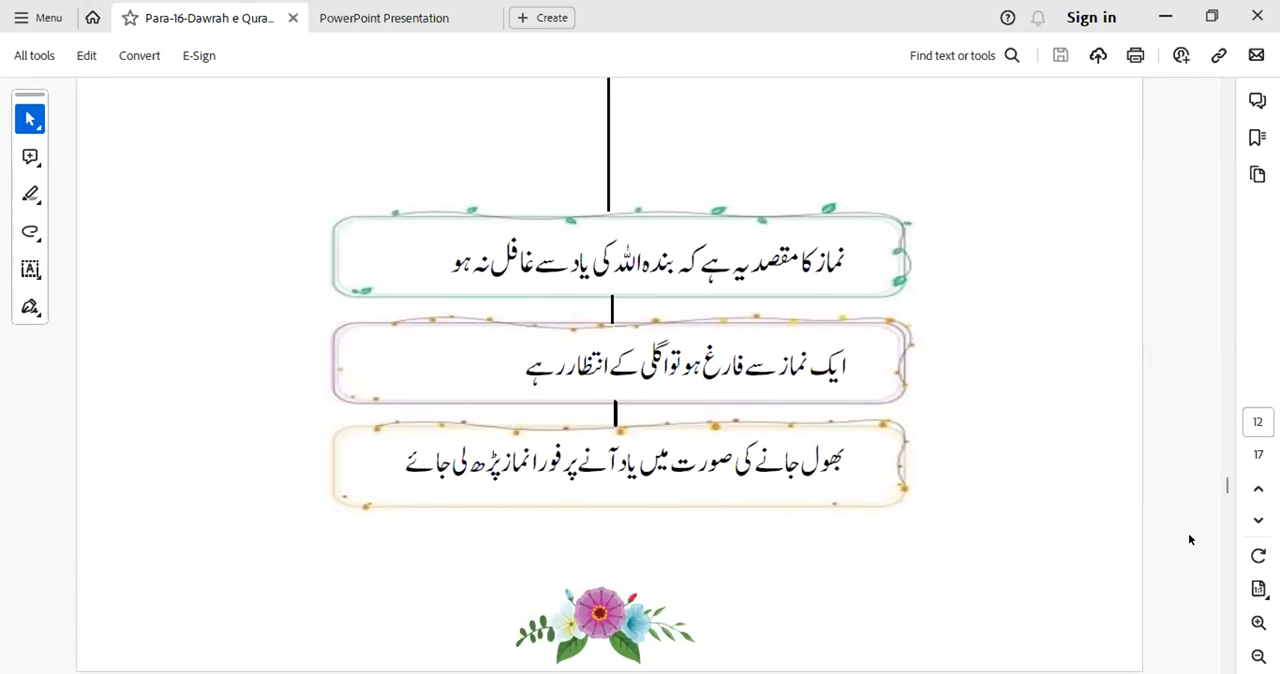 Menu
Para-16-Dawrah e Qura...
PowerPoint Presentation
Create
Sign in
All tools
Edit
Convert
E-Sign
Find text or tools
نماز کا مقصد یہ ہے کہ بندہ اللہ کی یاد سے غافل نہ ہو
ایک نماز سے فارغ ہو تو اگلی کے انتظار رہے
بھول جانے کی صورت میں یاد آنے پر فورا نماز پڑھ لی جائے
12
17